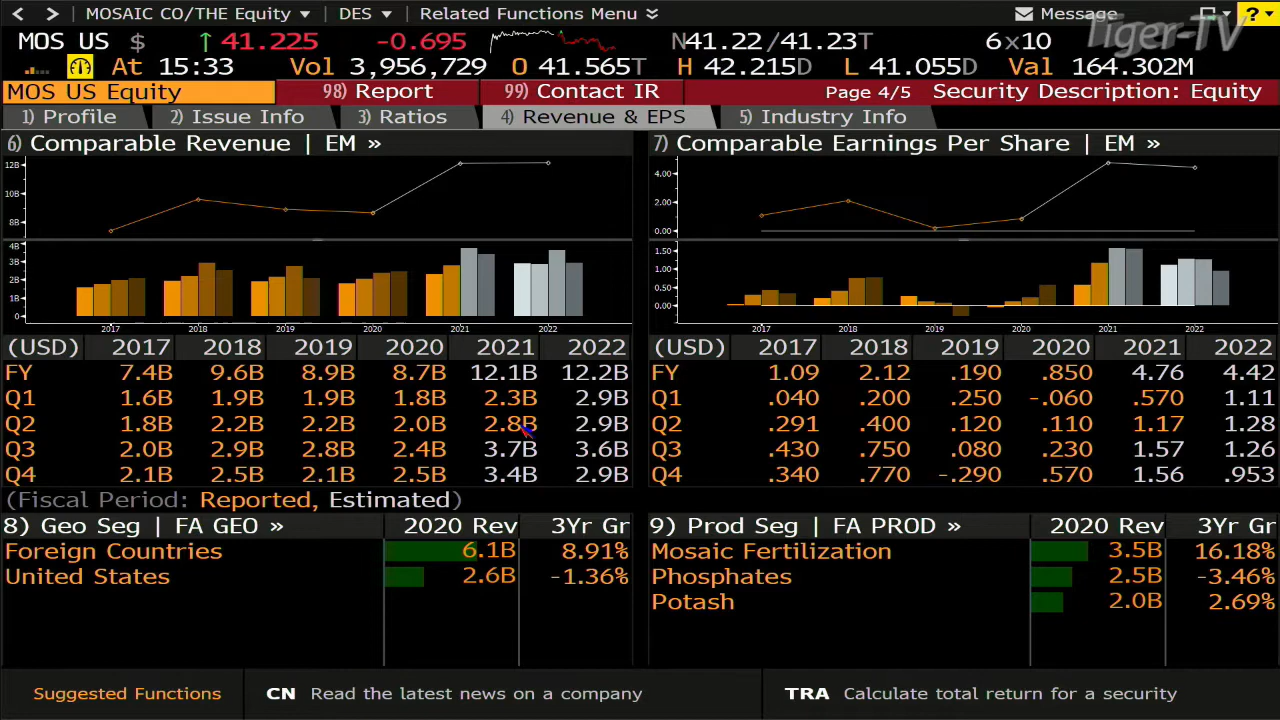 MOSAIC CO/THE Equity DES Related Functions Menu Message ?
Tiger-TV
MOS US $ ↑ 41.225 -0.695 N41.22/41.23T 6x10
At 15:33 Vol 3,956,729 O 41.565T H 42.215D L 41.055D Val 164.302M
MOS US Equity 98) Report 99) Contact IR Page 4/5 Security Description: Equity
1) Profile 2) Issue Info 3) Ratios 4) Revenue & EPS 5) Industry Info
6) Comparable Revenue | EM »
12B
10B
8B
4B
3B
2B
1B
0
2017 2018 2019 2020 2021 2022
(USD) 2017 2018 2019 2020 2021 2022
FY 7.4B 9.6B 8.9B 8.7B 12.1B 12.2B
Q1 1.6B 1.9B 1.9B 1.8B 2.3B 2.9B
Q2 1.8B 2.2B 2.2B 2.0B 2.8B 2.9B
Q3 2.0B 2.9B 2.8B 2.4B 3.7B 3.6B
Q4 2.1B 2.5B 2.1B 2.5B 3.4B 2.9B
(Fiscal Period: Reported, Estimated)
7) Comparable Earnings Per Share | EM »
4.00
2.00
0.00
1.50
1.00
0.50
0.00
2017 2018 2019 2020 2021 2022
(USD) 2017 2018 2019 2020 2021 2022
FY 1.09 2.12 .190 .850 4.76 4.42
Q1 .040 .200 .250 -.060 .570 1.11
Q2 .291 .400 .120 .110 1.17 1.28
Q3 .430 .750 .080 .230 1.57 1.26
Q4 .340 .770 -.290 .570 1.56 .953
8) Geo Seg | FA GEO » 2020 Rev 3Yr Gr
Foreign Countries 6.1B 8.91%
United States 2.6B -1.36%
9) Prod Seg | FA PROD » 2020 Rev 3Yr Gr
Mosaic Fertilization 3.5B 16.18%
Phosphates 2.5B -3.46%
Potash 2.0B 2.69%
Suggested Functions CN Read the latest news on a company TRA Calculate total return for a security